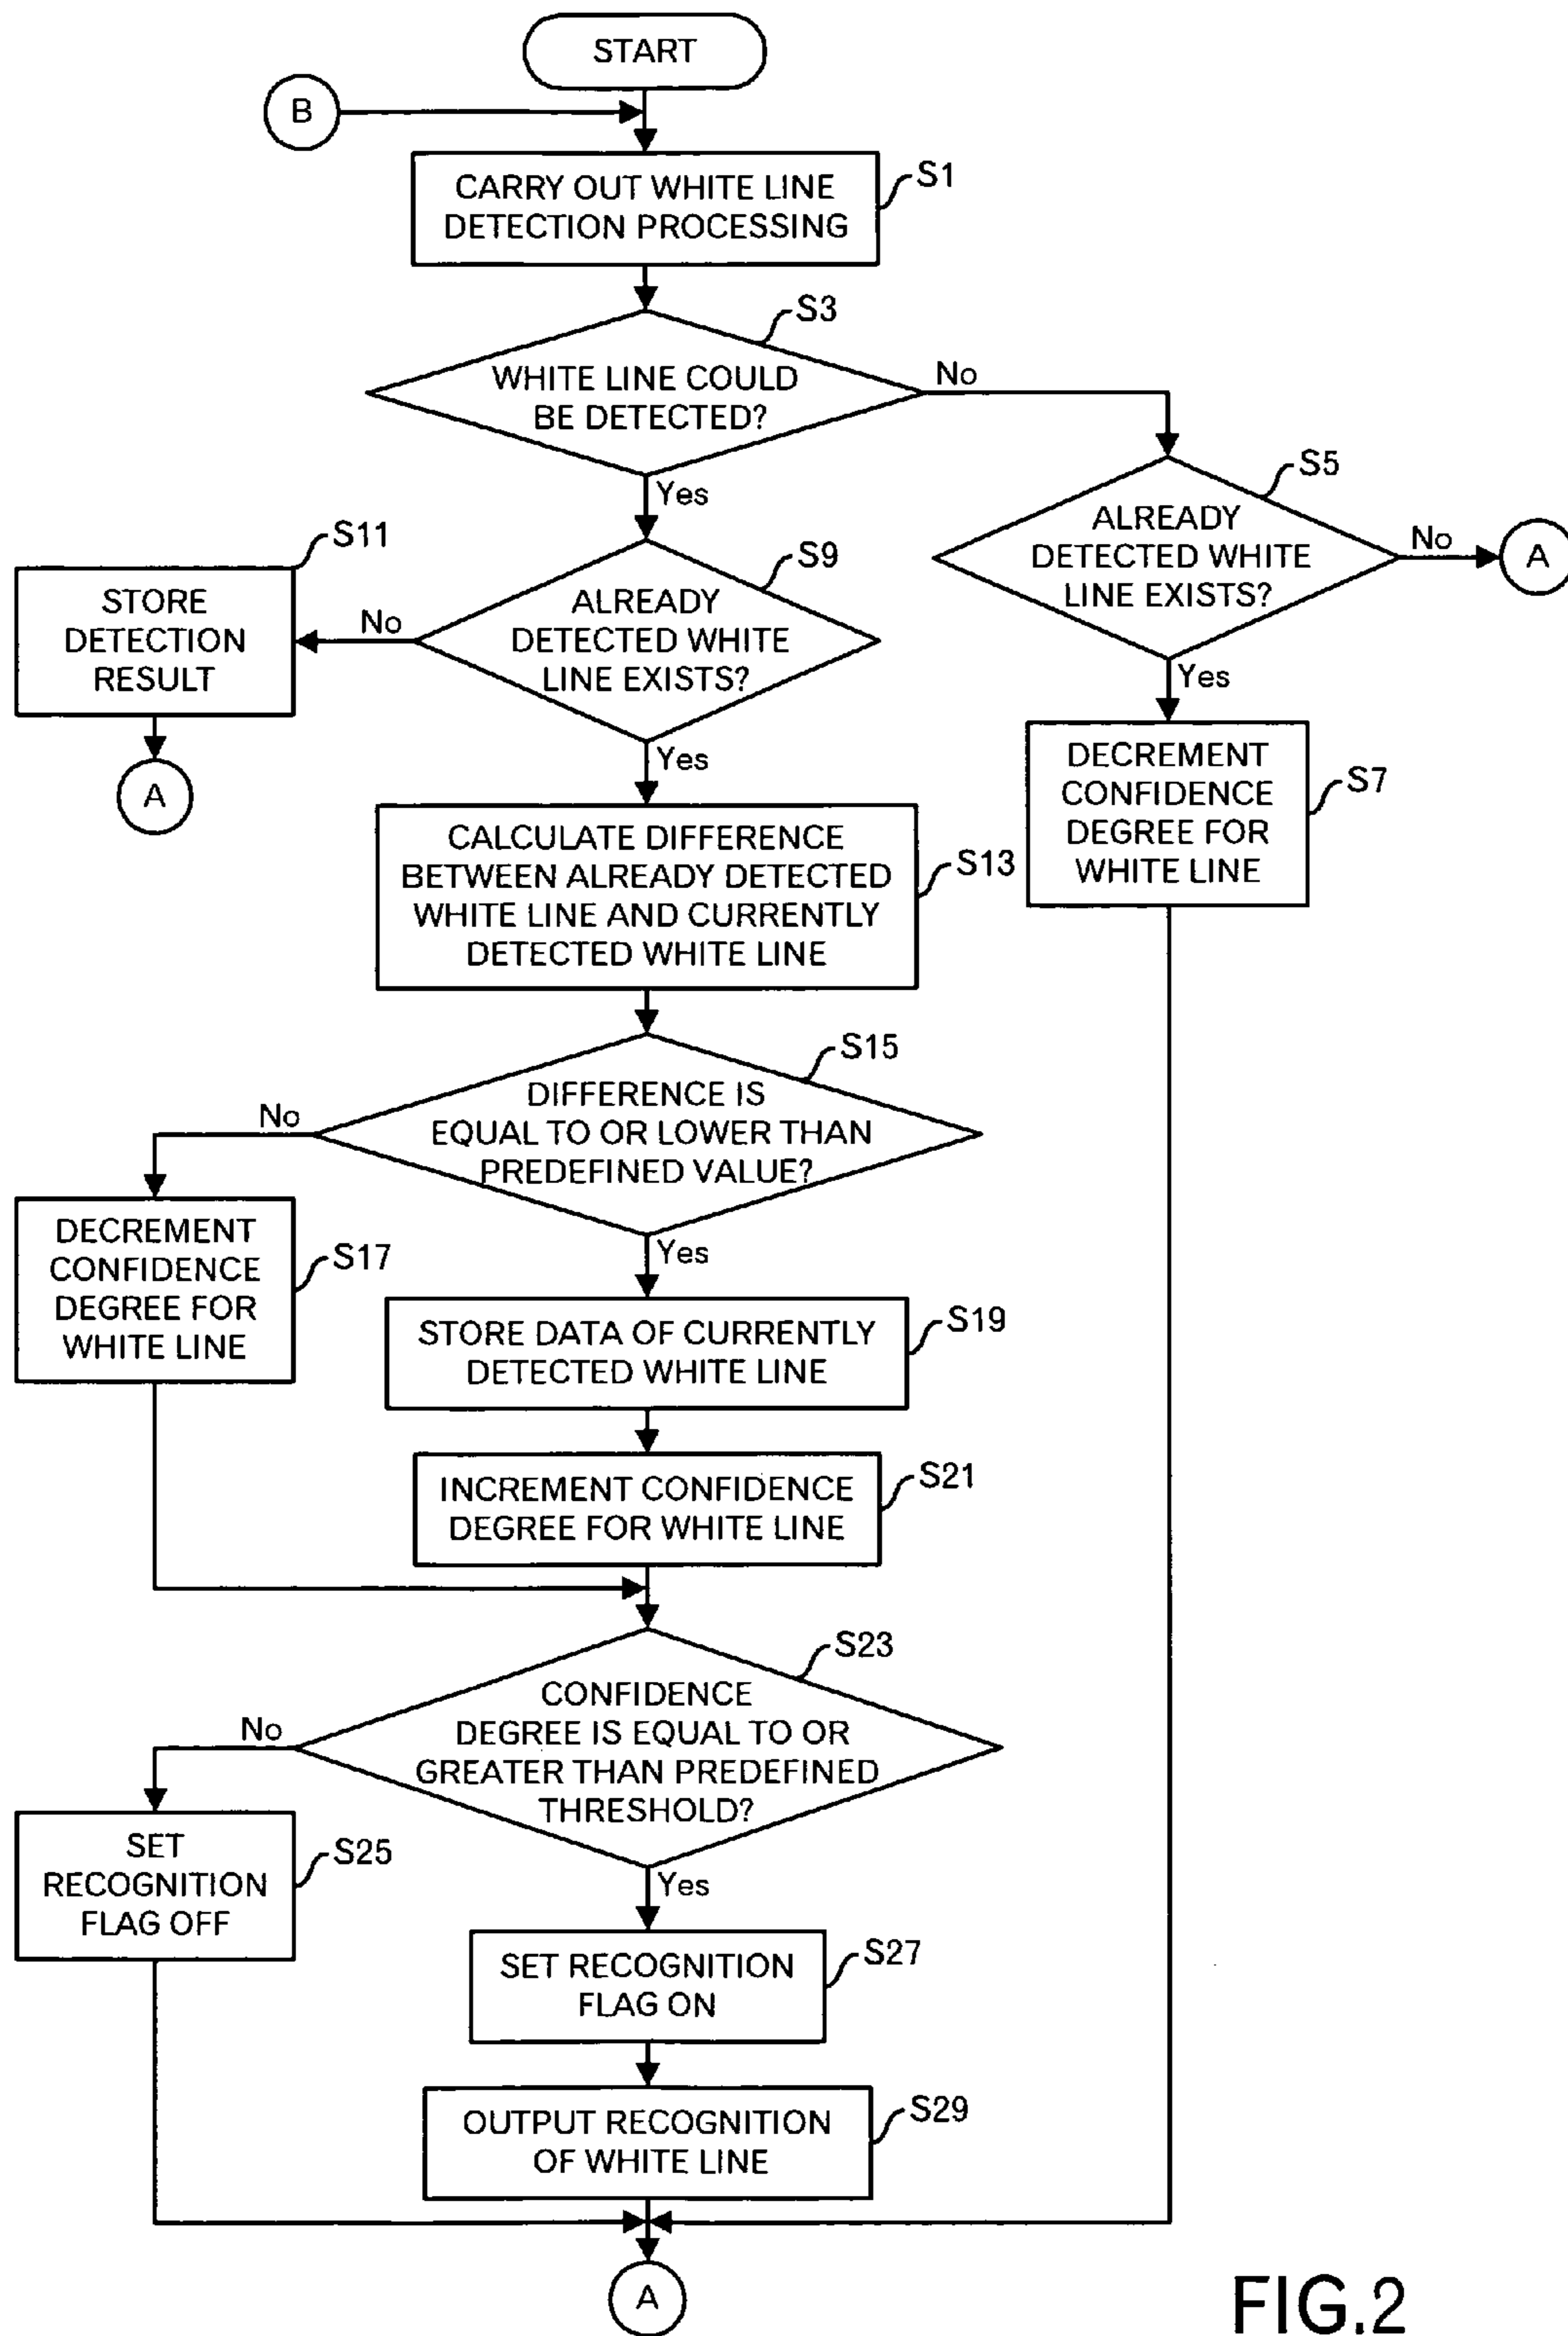 START
B
CARRY OUT WHITE LINE
DETECTION PROCESSING
S1
S3
WHITE LINE COULD
BE DETECTED?
No
Yes
S5
ALREADY
DETECTED WHITE
LINE EXISTS?
No
A
Yes
S11
STORE
DETECTION
RESULT
A
S9
ALREADY
DETECTED WHITE
LINE EXISTS?
No
Yes
DECREMENT
CONFIDENCE
DEGREE FOR
WHITE LINE
S7
CALCULATE DIFFERENCE
BETWEEN ALREADY DETECTED
WHITE LINE AND CURRENTLY
DETECTED WHITE LINE
S13
S15
DIFFERENCE IS
EQUAL TO OR LOWER THAN
PREDEFINED VALUE?
No
Yes
DECREMENT
CONFIDENCE
DEGREE FOR
WHITE LINE
S17
STORE DATA OF CURRENTLY
DETECTED WHITE LINE
S19
INCREMENT CONFIDENCE
DEGREE FOR WHITE LINE
S21
S23
CONFIDENCE
DEGREE IS EQUAL TO OR
GREATER THAN PREDEFINED
THRESHOLD?
No
Yes
SET
RECOGNITION
FLAG OFF
S25
SET RECOGNITION
FLAG ON
S27
OUTPUT RECOGNITION
OF WHITE LINE
S29
A
FIG.2